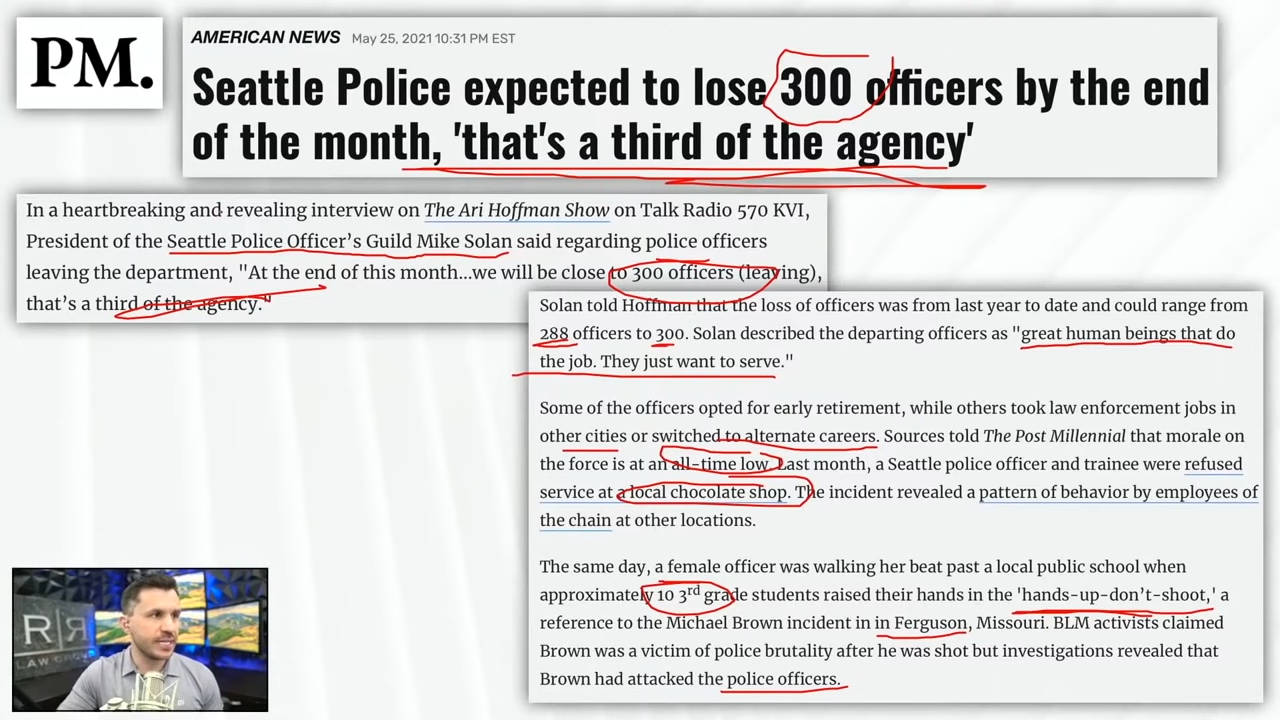 PM.
AMERICAN NEWS May 25, 2021 10:31 PM EST
Seattle Police expected to lose 300 officers by the end
of the month, 'that's a third of the agency'
In a heartbreaking and revealing interview on The Ari Hoffman Show on Talk Radio 570 KVI,
President of the Seattle Police Officer's Guild Mike Solan said regarding police officers
leaving the department, "At the end of this month...we will be close to 300 officers (leaving),
that's a third of the agency."
Solan told Hoffman that the loss of officers was from last year to date and could range from
288 officers to 300. Solan described the departing officers as "great human beings that do
the job. They just want to serve."
Some of the officers opted for early retirement, while others took law enforcement jobs in
other cities or switched to alternate careers. Sources told The Post Millennial that morale on
the force is at an all-time low. Last month, a Seattle police officer and trainee were refused
service at a local chocolate shop. The incident revealed a pattern of behavior by employees of
the chain at other locations.
The same day, a female officer was walking her beat past a local public school when
approximately 10 3rd grade students raised their hands in the 'hands-up-don't-shoot,' a
reference to the Michael Brown incident in in Ferguson, Missouri. BLM activists claimed
Brown was a victim of police brutality after he was shot but investigations revealed that
Brown had attacked the police officers.
R R
LAW GROUP